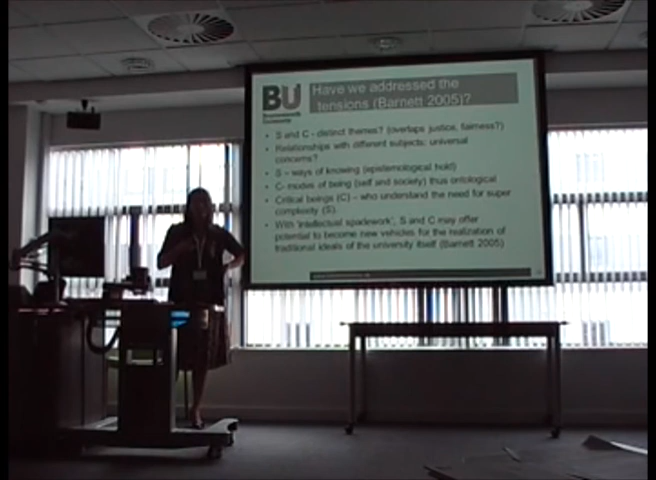 BU
Bournemouth
University
Have we addressed the
tensions (Barnett 2005)?
• S and C - distinct themes? (overlaps justice, fairness?)
• Relationships with different subjects; universal
concerns?
• S – ways of knowing (epistemological hold)
• C- modes of being (self and society) thus ontological
• Critical beings (C) – who understand the need for super
complexity (S).
• With 'intellectual spadework', S and C may offer
potential to become new vehicles for the realization of
traditional ideals of the university itself (Barnett 2005)